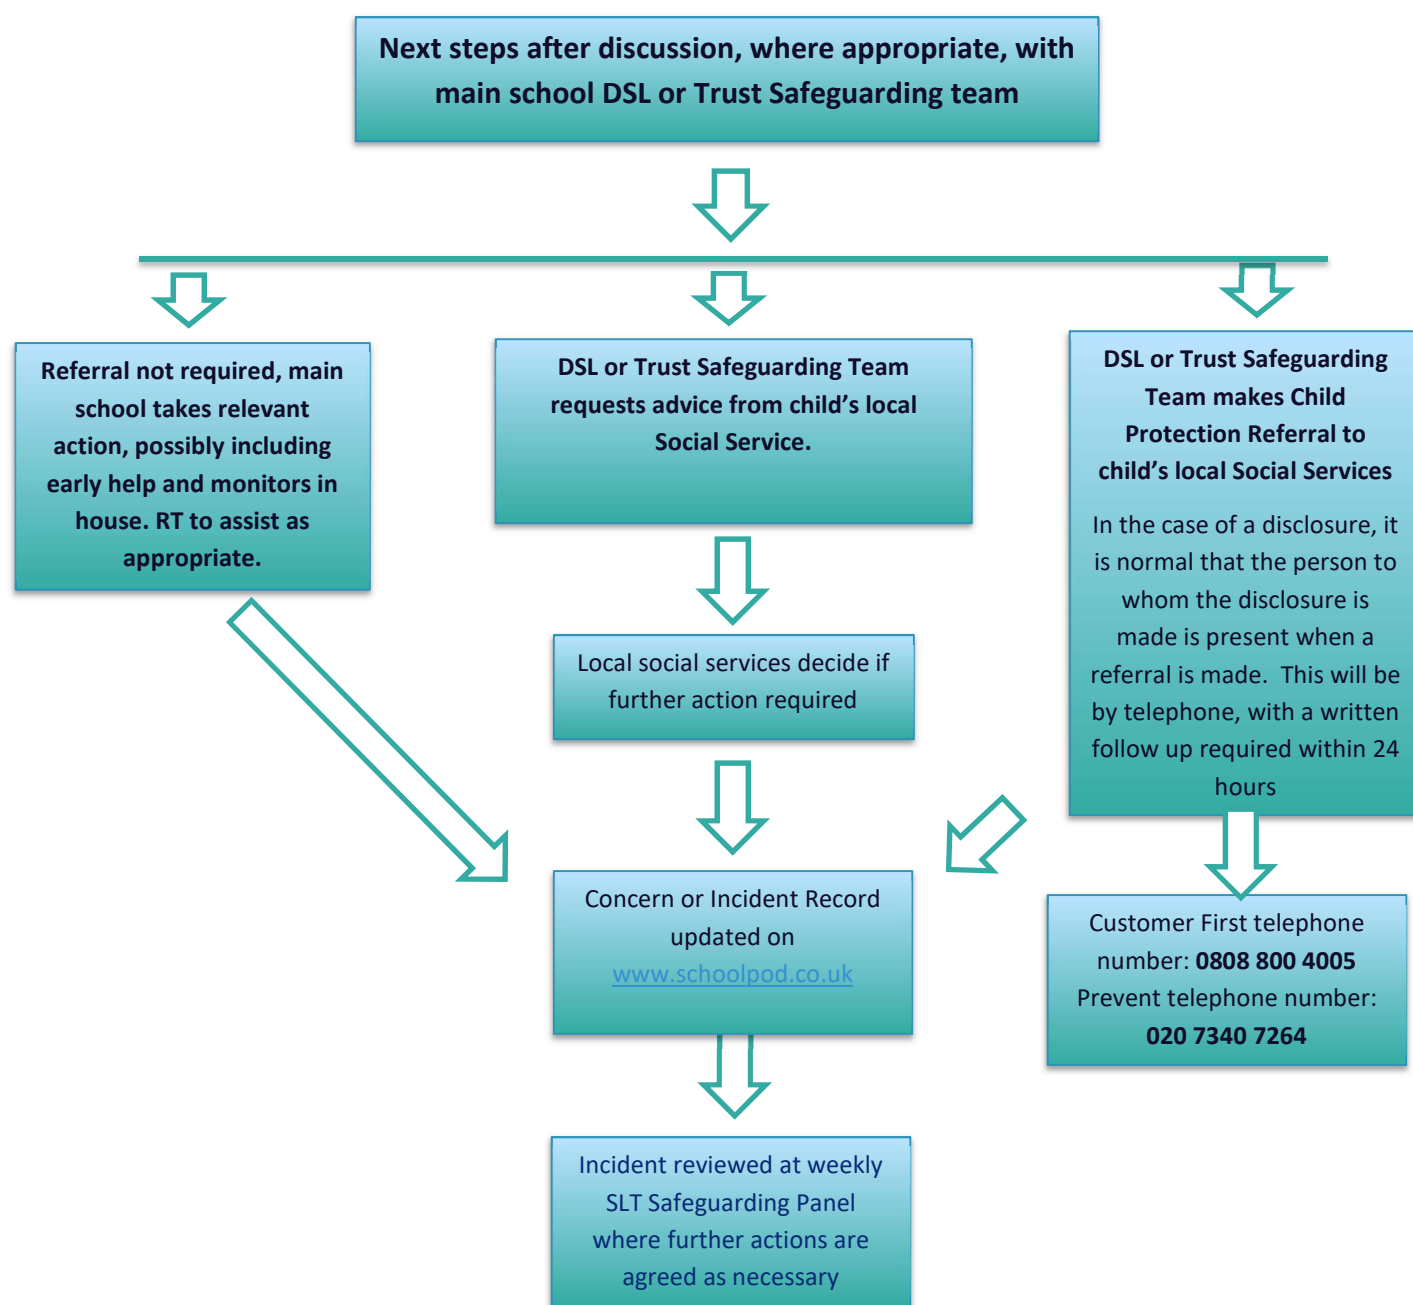 Next steps after discussion, where appropriate, with
main school DSL or Trust Safeguarding team
Referral not required, main
school takes relevant
action, possibly including
early help and monitors in
house. RT to assist as
appropriate.
DSL or Trust Safeguarding Team
requests advice from child’s local
Social Service.
DSL or Trust Safeguarding
Team makes Child
Protection Referral to
child’s local Social Services
In the case of a disclosure, it
is normal that the person to
whom the disclosure is
made is present when a
referral is made.  This will be
by telephone, with a written
follow up required within 24
hours
Local social services decide if
further action required
Concern or Incident Record
updated on
www.schoolpod.co.uk
Customer First telephone
number: 0808 800 4005
Prevent telephone number:
020 7340 7264
Incident reviewed at weekly
SLT Safeguarding Panel
where further actions are
agreed as necessary